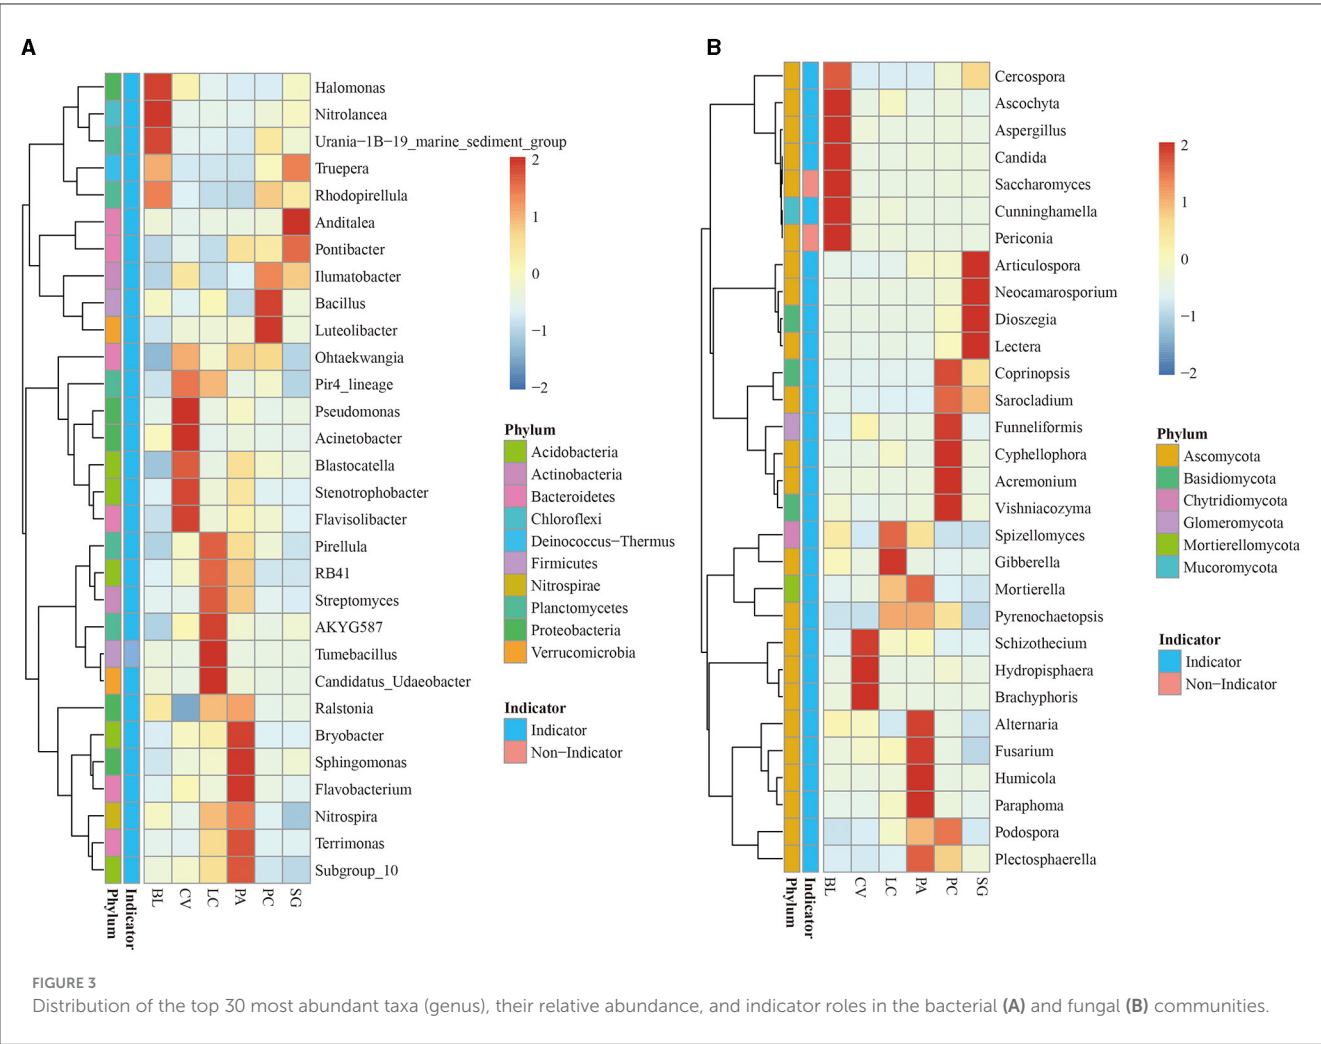 A
Halomonas
Nitrolancea
Urania−1B−19_marine_sediment_group
Truepera
Rhodopirellula
Anditalea
Pontibacter
Ilumatobacter
Bacillus
Luteolibacter
Ohtaekwangia
Pir4_lineage
Pseudomonas
Acinetobacter
Blastocatella
Stenotrophobacter
Flavisolibacter
Pirellula
RB41
Streptomyces
AKYG587
Tumebacillus
Candidatus_Udaeobacter
Ralstonia
Bryobacter
Sphingomonas
Flavobacterium
Nitrospira
Terrimonas
Subgroup_10
Phylum
Indicator
BL
CV
LC
PA
PC
SG
2
1
0
−1
−2
Phylum
Acidobacteria
Actinobacteria
Bacteroidetes
Chloroflexi
Deinococcus−Thermus
Firmicutes
Nitrospirae
Planctomycetes
Proteobacteria
Verrucomicrobia
Indicator
Indicator
Non−Indicator
B
Cercospora
Ascochyta
Aspergillus
Candida
Saccharomyces
Cunninghamella
Periconia
Articulospora
Neocamarosporium
Dioszegia
Lectera
Coprinopsis
Sarocladium
Funneliformis
Cyphellophora
Acremonium
Vishniacozyma
Spizellomyces
Gibberella
Mortierella
Pyrenochaetopsis
Schizothecium
Hydropisphaera
Brachyphoris
Alternaria
Fusarium
Humicola
Paraphoma
Podospora
Plectosphaerella
Phylum
Indicator
BL
CV
LC
PA
PC
SG
2
1
0
−1
−2
Phylum
Ascomycota
Basidiomycota
Chytridiomycota
Glomeromycota
Mortierellomycota
Mucoromycota
Indicator
Indicator
Non−Indicator
FIGURE 3
Distribution of the top 30 most abundant taxa (genus), their relative abundance, and indicator roles in the bacterial (A) and fungal (B) communities.